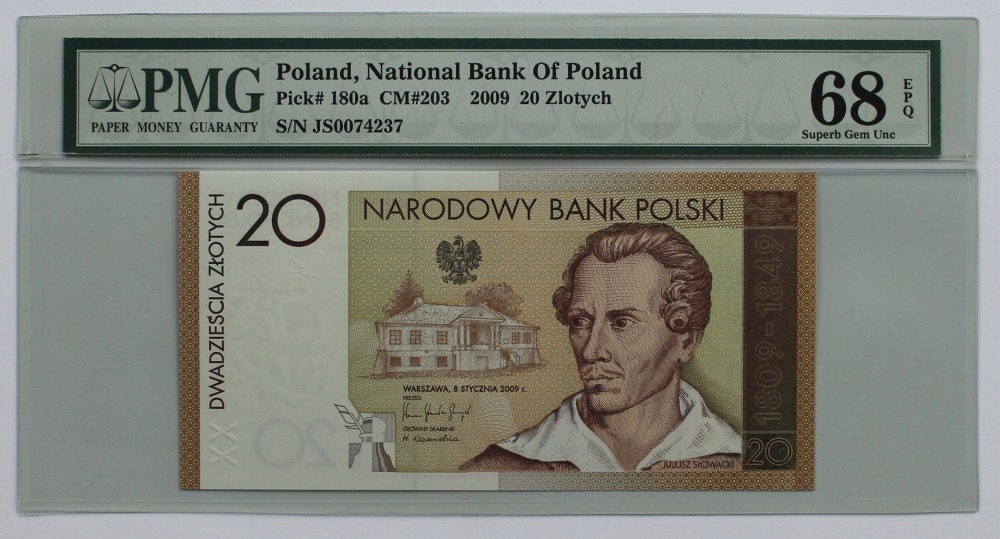 PMG
PAPER MONEY GUARANTY
Poland, National Bank Of Poland
Pick# 180a CM#203 2009 20 Zlotych
S/N JS0074237
68
EPQ
Superb Gem Unc
DWADZIEŚCIA ZŁOTYCH
20
NARODOWY BANK POLSKI
1809-1849
WARSZAWA, 8 STYCZNIA 2009 r.
PREZES
GŁÓWNY SKARBNIK
XX
20
JULIUSZ SŁOWACKI
20